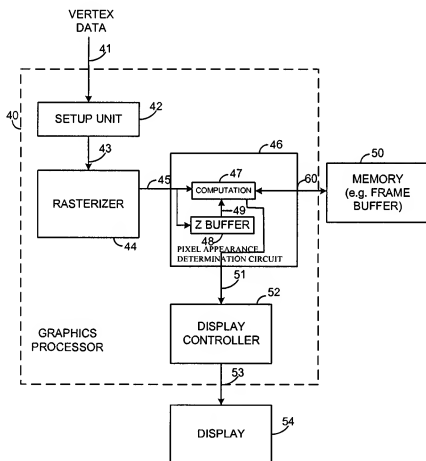 VERTEX
DATA
41
40
42
SETUP UNIT
43
46
50
47
45
COMPUTATION
60
MEMORY
(e.g. FRAME
BUFFER)
RASTERIZER
49
Z BUFFER
48
PIXEL APPEARANCE
DETERMINATION CIRCUIT
44
51
52
DISPLAY
CONTROLLER
GRAPHICS
PROCESSOR
53
DISPLAY
54